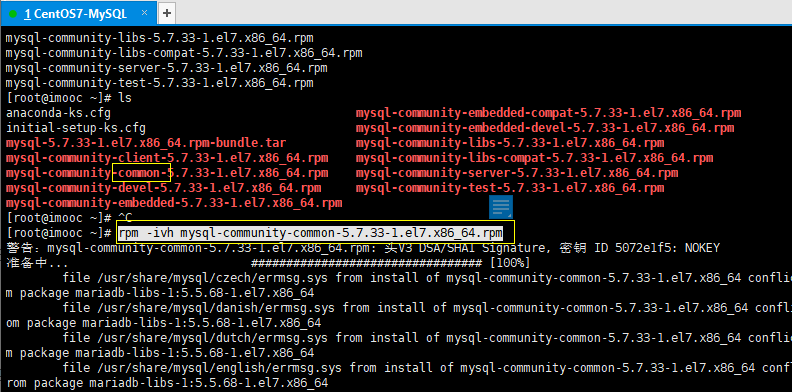 1 CentOS7-MySQL × +
mysql-community-libs-5.7.33-1.el7.x86_64.rpm
mysql-community-libs-compat-5.7.33-1.el7.x86_64.rpm
mysql-community-server-5.7.33-1.el7.x86_64.rpm
mysql-community-test-5.7.33-1.el7.x86_64.rpm
[root@imooc ~]# ls
anaconda-ks.cfg mysql-community-embedded-compat-5.7.33-1.el7.x86_64.rpm
initial-setup-ks.cfg mysql-community-embedded-devel-5.7.33-1.el7.x86_64.rpm
mysql-5.7.33-1.el7.x86_64.rpm-bundle.tar mysql-community-libs-5.7.33-1.el7.x86_64.rpm
mysql-community-client-5.7.33-1.el7.x86_64.rpm mysql-community-libs-compat-5.7.33-1.el7.x86_64.rpm
mysql-community-common-5.7.33-1.el7.x86_64.rpm mysql-community-server-5.7.33-1.el7.x86_64.rpm
mysql-community-devel-5.7.33-1.el7.x86_64.rpm mysql-community-test-5.7.33-1.el7.x86_64.rpm
mysql-community-embedded-5.7.33-1.el7.x86_64.rpm
[root@imooc ~]# ^C
[root@imooc ~]# rpm -ivh mysql-community-common-5.7.33-1.el7.x86_64.rpm
警告：mysql-community-common-5.7.33-1.el7.x86_64.rpm: 头V3 DSA/SHA1 Signature, 密钥 ID 5072e1f5: NOKEY
准备中... ################################# [100%]
file /usr/share/mysql/czech/errmsg.sys from install of mysql-community-common-5.7.33-1.el7.x86_64 conflic
m package mariadb-libs-1:5.5.68-1.el7.x86_64
file /usr/share/mysql/danish/errmsg.sys from install of mysql-community-common-5.7.33-1.el7.x86_64 confli
om package mariadb-libs-1:5.5.68-1.el7.x86_64
file /usr/share/mysql/dutch/errmsg.sys from install of mysql-community-common-5.7.33-1.el7.x86_64 conflic
m package mariadb-libs-1:5.5.68-1.el7.x86_64
file /usr/share/mysql/english/errmsg.sys from install of mysql-community-common-5.7.33-1.el7.x86_64 confl
rom package mariadb-libs-1:5.5.68-1.el7.x86_64